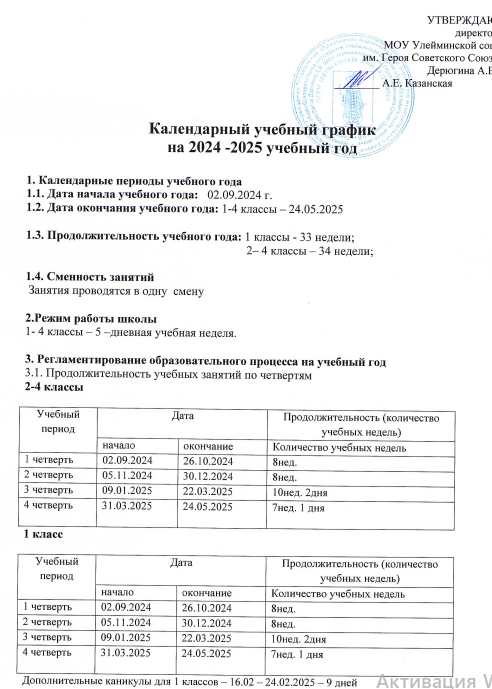 УТВЕРЖДАЮ
директо
МОУ Улейминской сош
им. Героя Советского Союз
Дерюгина А.В
А.Е. Казанская
Календарный учебный график
на 2024 -2025 учебный год
1. Календарные периоды учебного года
1.1. Дата начала учебного года: 02.09.2024 г.
1.2. Дата окончания учебного года: 1-4 классы – 24.05.2025
1.3. Продолжительность учебного года: 1 классы - 33 недели;
2– 4 классы – 34 недели;
1.4. Сменность занятий
Занятия проводятся в одну смену
2.Режим работы школы
1- 4 классы – 5 –дневная учебная неделя.
3. Регламентирование образовательного процесса на учебный год
3.1. Продолжительность учебных занятий по четвертям
2-4 классы
Учебный период Дата Продолжительность (количество учебных недель)
начало окончание Количество учебных недель
1 четверть 02.09.2024 26.10.2024 8нед.
2 четверть 05.11.2024 30.12.2024 8нед.
3 четверть 09.01.2025 22.03.2025 10нед. 2дня
4 четверть 31.03.2025 24.05.2025 7нед. 1 дня
1 класс
Учебный период Дата Продолжительность (количество учебных недель)
начало окончание Количество учебных недель
1 четверть 02.09.2024 26.10.2024 8нед.
2 четверть 05.11.2024 30.12.2024 8нед.
3 четверть 09.01.2025 22.03.2025 10нед. 2дня
4 четверть 31.03.2025 24.05.2025 7нед. 1 дня
Дополнительные каникулы для 1 классов – 16.02 – 24.02.2025 – 9 дней
Активация W